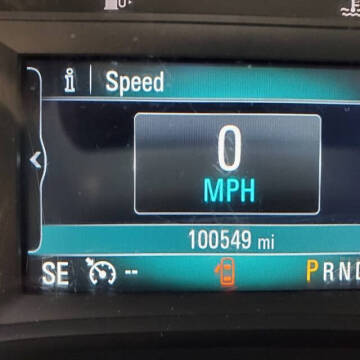 i Speed
0
MPH
100549 mi
SE -- PRND